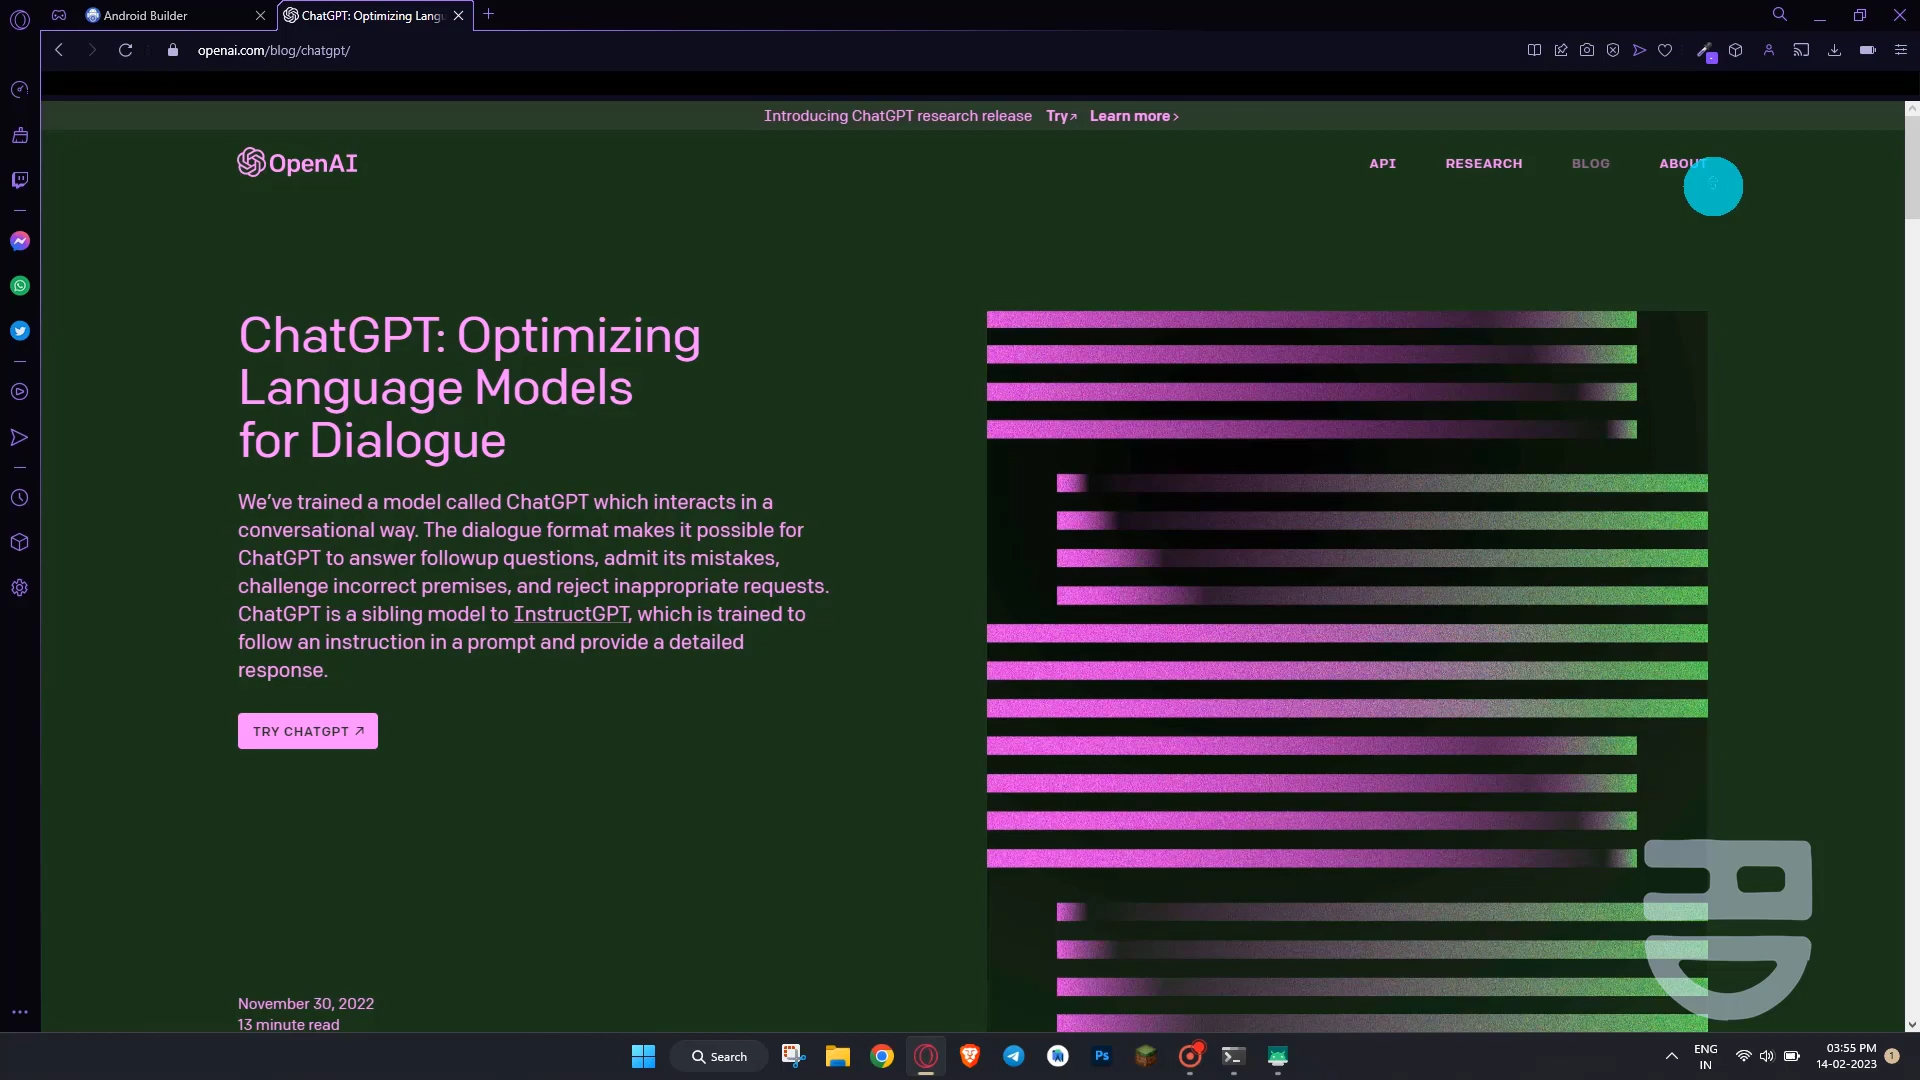 Android Builder
ChatGPT: Optimizing Langu
openai.com/blog/chatgpt/
Introducing ChatGPT research release Try↗ Learn more ›
OpenAI
API RESEARCH BLOG ABOUT
ChatGPT: Optimizing
Language Models
for Dialogue
We’ve trained a model called ChatGPT which interacts in a
conversational way. The dialogue format makes it possible for
ChatGPT to answer followup questions, admit its mistakes,
challenge incorrect premises, and reject inappropriate requests.
ChatGPT is a sibling model to InstructGPT, which is trained to
follow an instruction in a prompt and provide a detailed
response.
TRY CHATGPT ↗
November 30, 2022
13 minute read
Search
Ps
ENG
IN
03:55 PM
14-02-2023
1